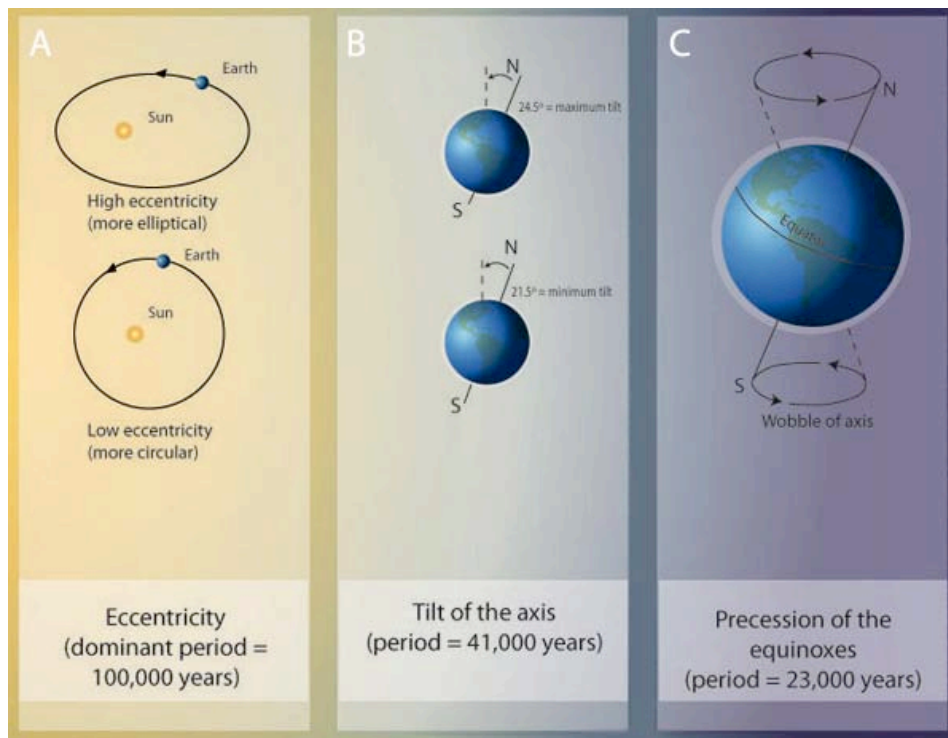 A
Earth
Sun
High eccentricity
(more elliptical)
Earth
Sun
Low eccentricity
(more circular)
Eccentricity
(dominant period =
100,000 years)
B
N
24.5° = maximum tilt
S
N
21.5° = minimum tilt
S
Tilt of the axis
(period = 41,000 years)
C
N
Equator
S
Wobble of axis
Precession of the
equinoxes
(period = 23,000 years)